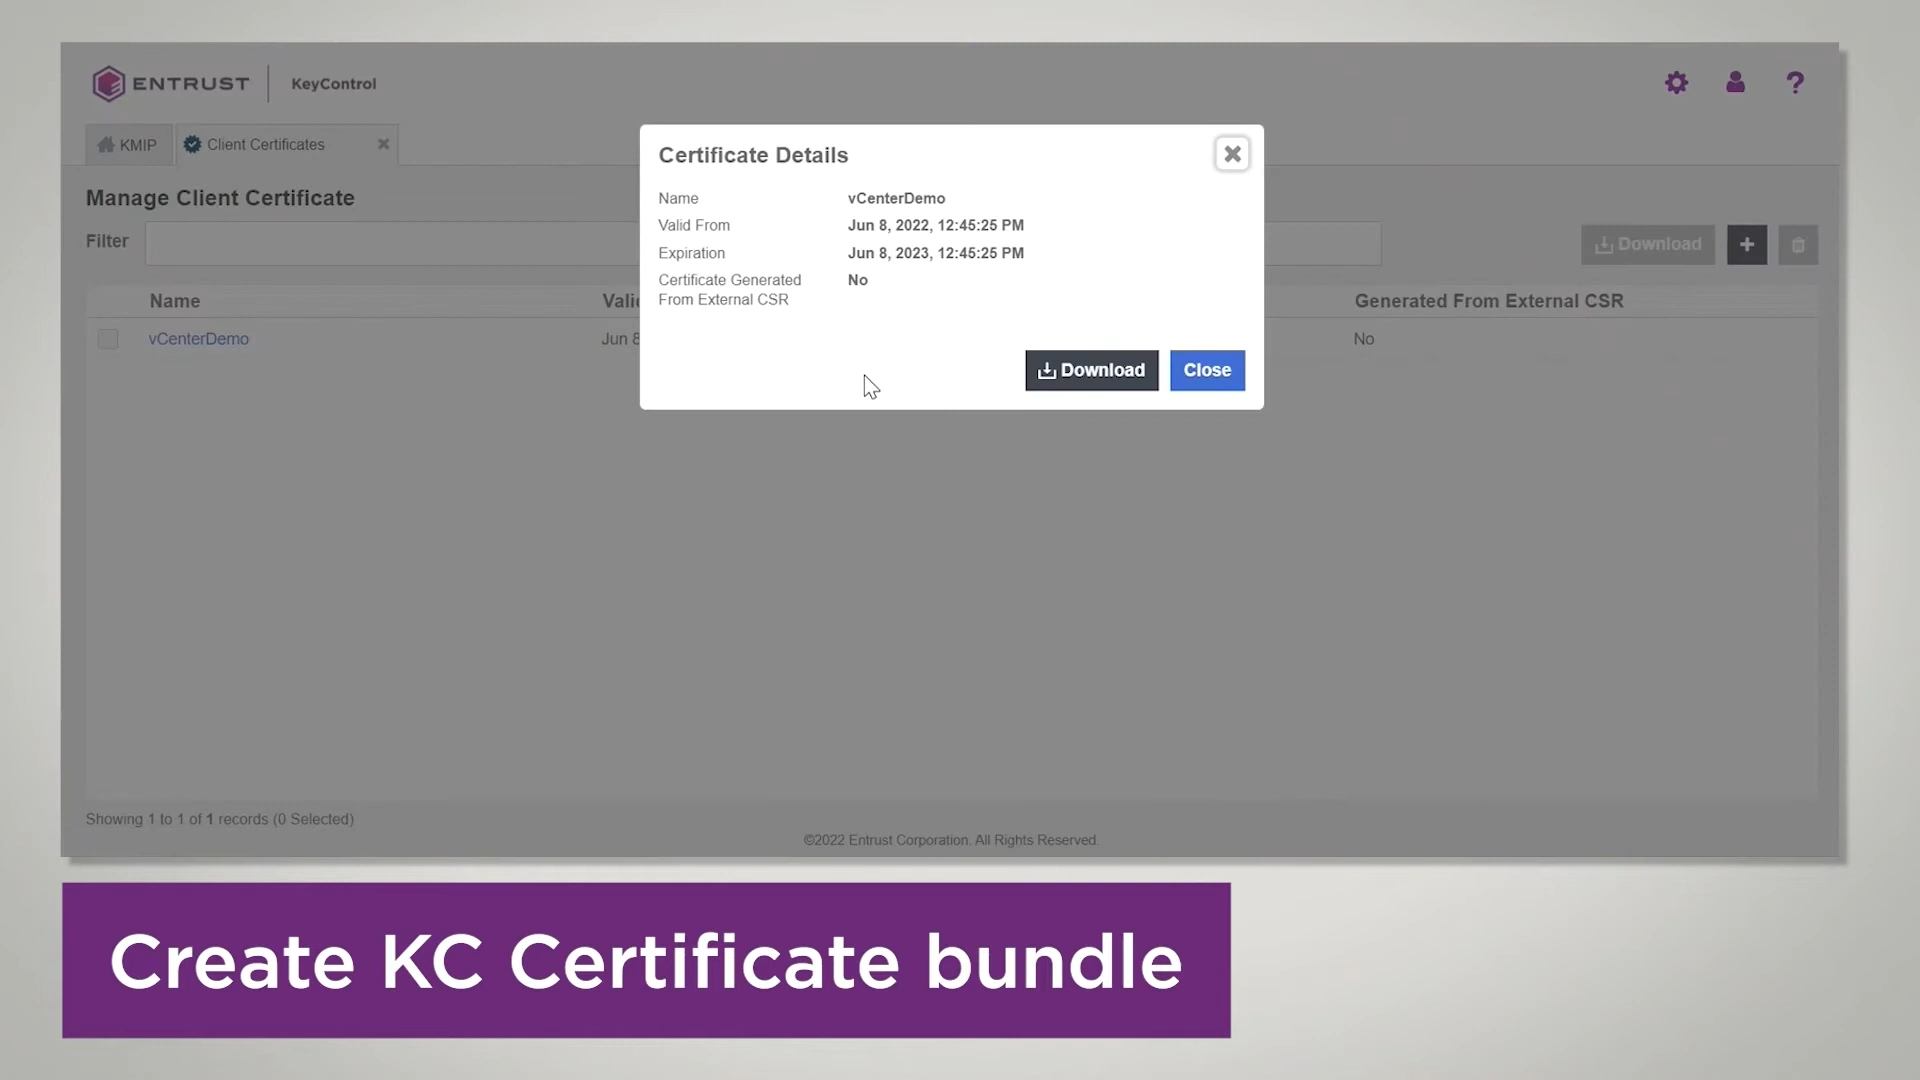 ENTRUST
KeyControl
?
KMIP
Client Certificates
Manage Client Certificate
Filter
Download
+
Name
Generated From External CSR
vCenterDemo
Jun 8
No
Certificate Details
Name vCenterDemo
Valid From Jun 8, 2022, 12:45:25 PM
Expiration Jun 8, 2023, 12:45:25 PM
Certificate Generated No
From External CSR
Download
Close
Showing 1 to 1 of 1 records (0 Selected)
©2022 Entrust Corporation. All Rights Reserved.
Create KC Certificate bundle